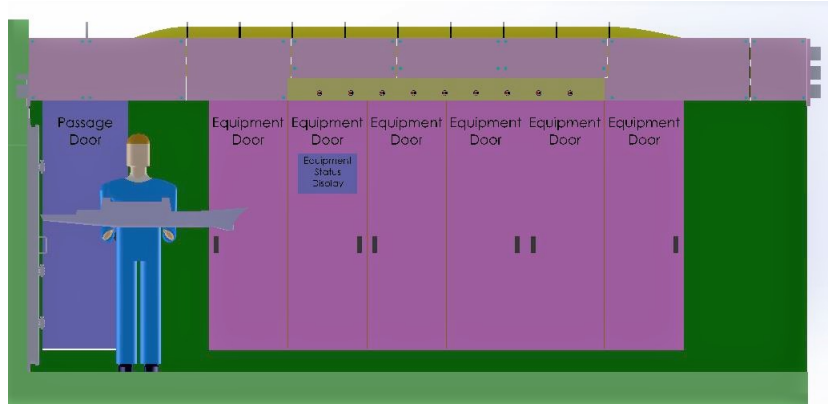 Passage
Door
Equipment
Door
Equipment
Door
Equipment
Status
Display
Equipment
Door
Equipment
Door
Equipment
Door
Equipment
Door